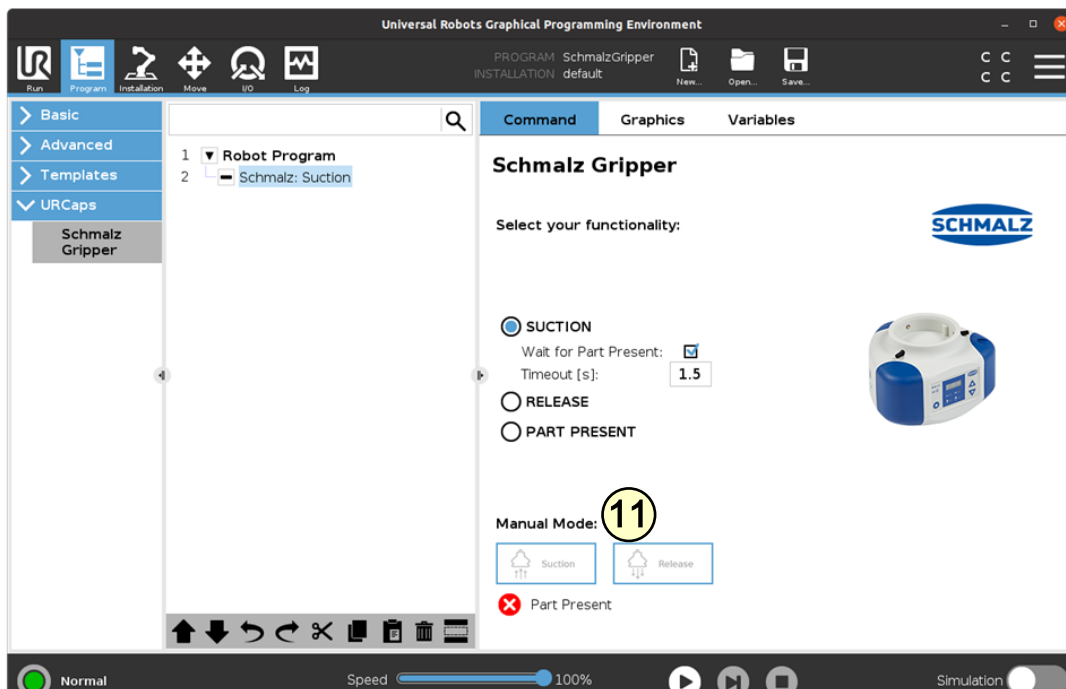 Universal Robots Graphical Programming Environment
UR
Run
Program
Installation
Move
I/O
Log
PROGRAM SchmalzGripper
INSTALLATION default
New...
Open...
Save...
C C
C C
Basic
Advanced
Templates
URCaps
Schmalz
Gripper
1 Robot Program
2 Schmalz: Suction
Command Graphics Variables
Schmalz Gripper
Select your functionality:
SCHMALZ
SUCTION
Wait for Part Present:
Timeout [s]: 1.5
RELEASE
PART PRESENT
Manual Mode: 11
Suction Release
Part Present
Normal
Speed 100%
Simulation